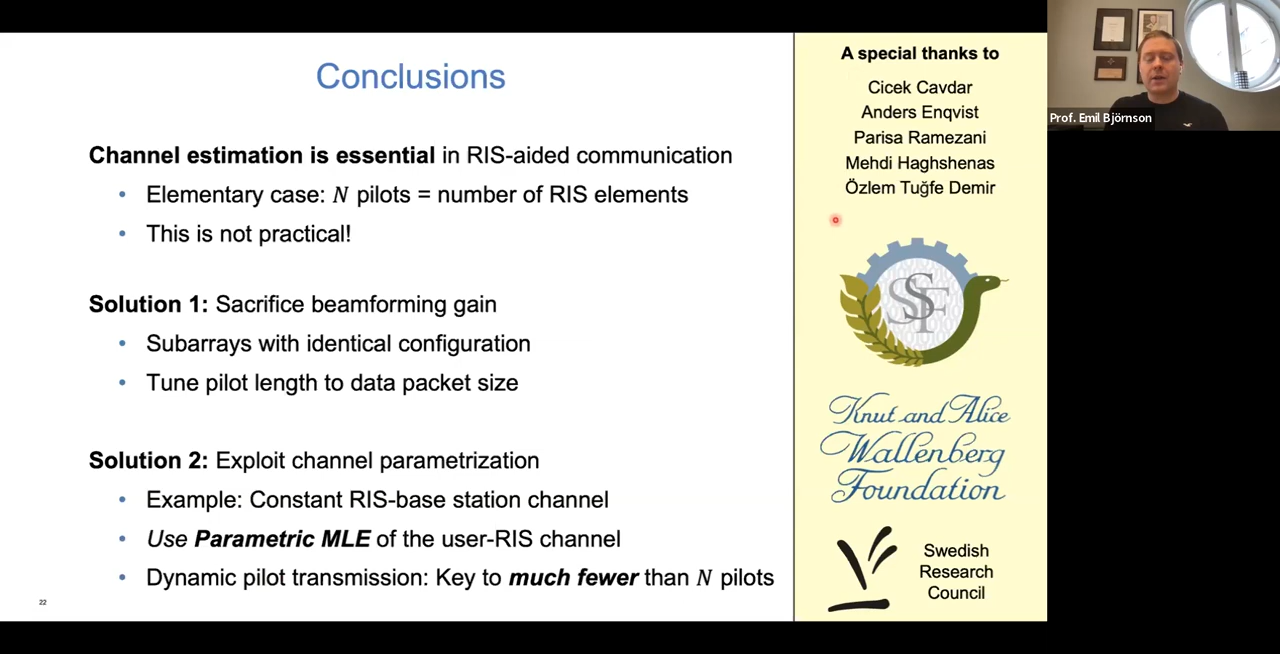 Conclusions
Channel estimation is essential in RIS-aided communication
• Elementary case: N pilots = number of RIS elements
• This is not practical!
Solution 1: Sacrifice beamforming gain
• Subarrays with identical configuration
• Tune pilot length to data packet size
Solution 2: Exploit channel parametrization
• Example: Constant RIS-base station channel
• Use Parametric MLE of the user-RIS channel
• Dynamic pilot transmission: Key to much fewer than N pilots
22
A special thanks to
Cicek Cavdar
Anders Enqvist
Parisa Ramezani
Mehdi Haghshenas
Özlem Tuğfe Demir
SSF
Knut and Alice
Wallenberg
Foundation
Swedish
Research
Council
Prof. Emil Björnson